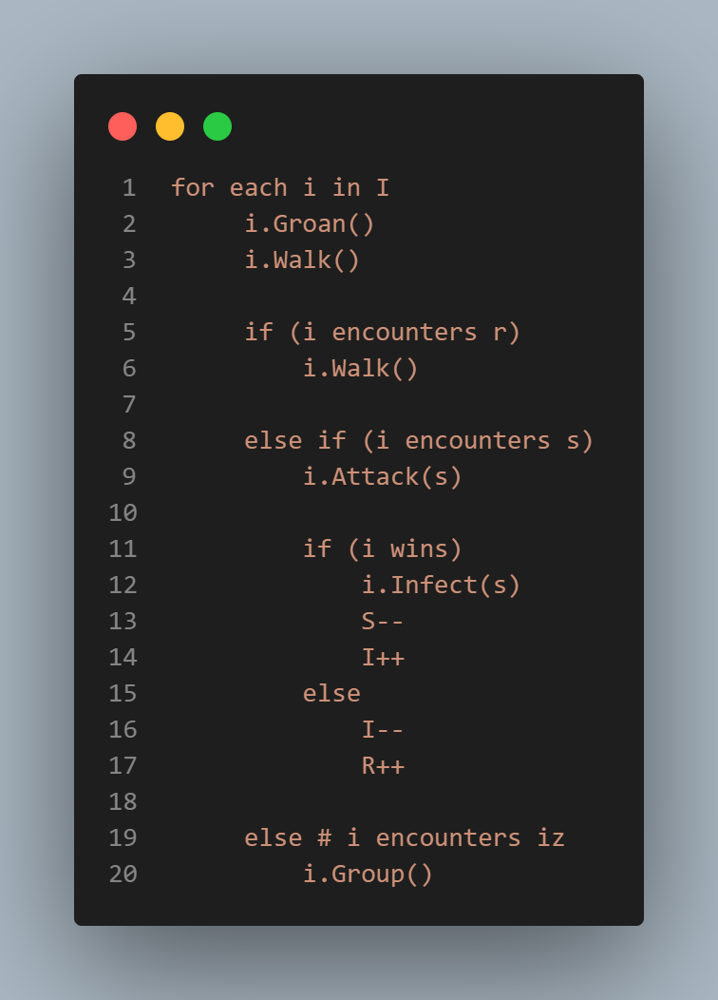 1 for each i in I
2 i.Groan()
3 i.Walk()
4
5 if (i encounters r)
6 i.Walk()
7
8 else if (i encounters s)
9 i.Attack(s)
10
11 if (i wins)
12 i.Infect(s)
13 S--
14 I++
15 else
16 I--
17 R++
18
19 else # i encounters iz
20 i.Group()